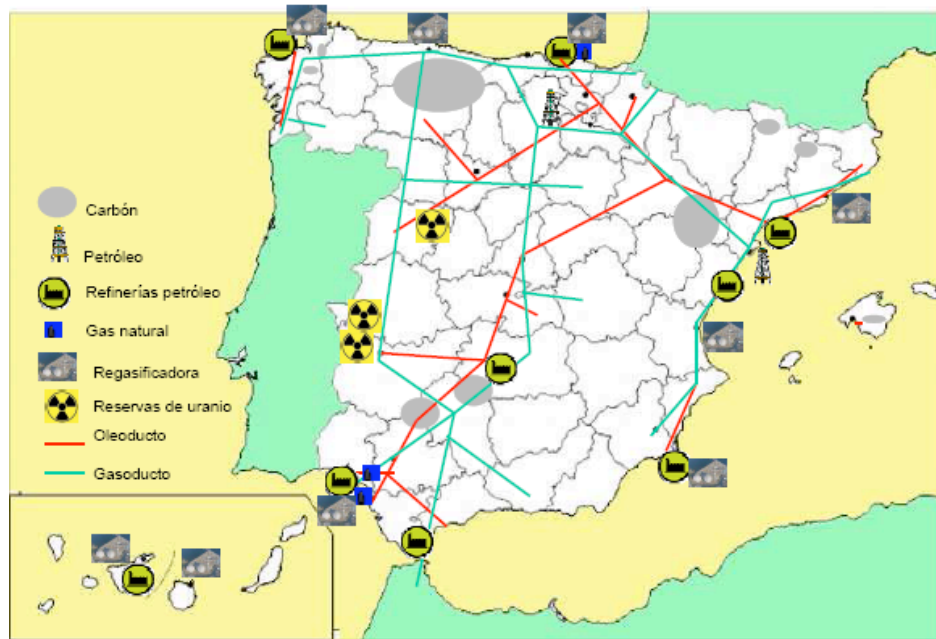 Carbón
Petróleo
Refinerías petróleo
Gas natural
Regasificadora
Reservas de uranio
Oleoducto
Gasoducto